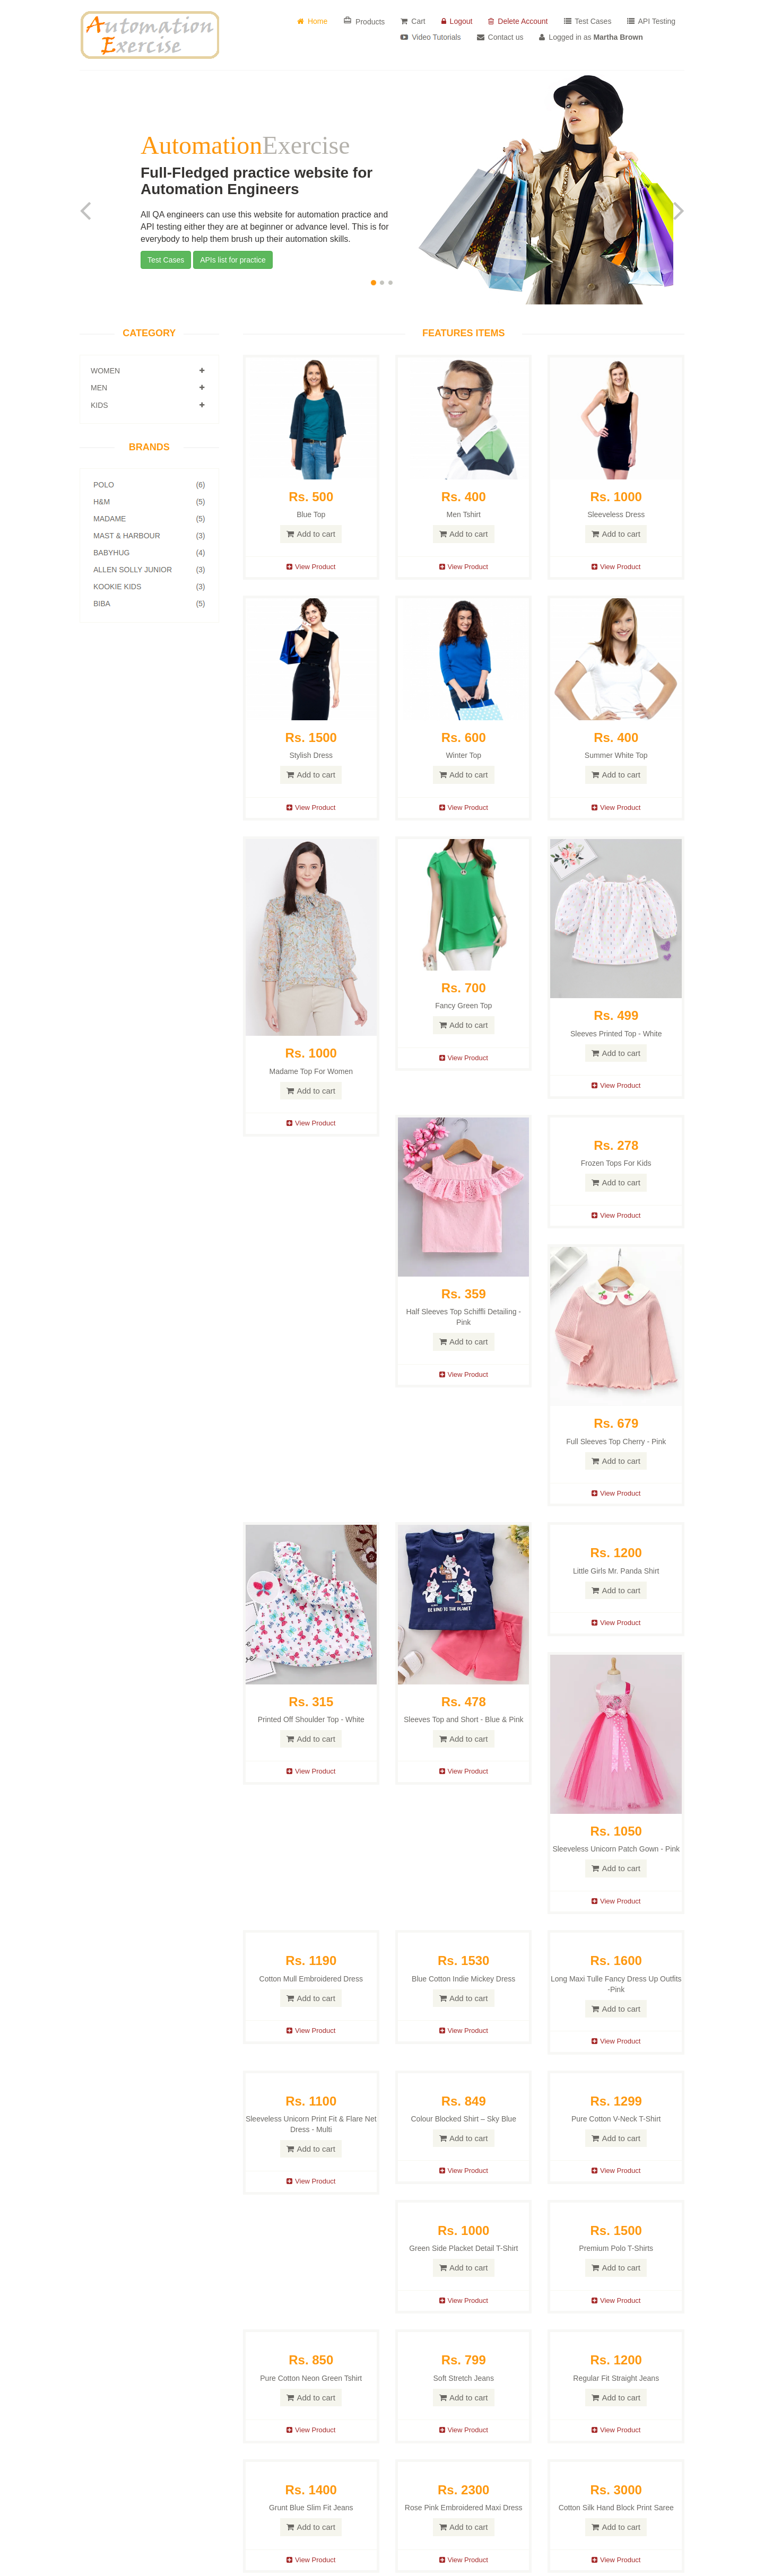 Automation
Exercise
Home
Products
Cart
Logout
Delete Account
Test Cases
API Testing
Video Tutorials
Contact us
Logged in as Martha Brown
AutomationExercise
Full-Fledged practice website for
Automation Engineers
All QA engineers can use this website for automation practice and
API testing either they are at beginner or advance level. This is for
everybody to help them brush up their automation skills.
Test Cases
APIs list for practice
CATEGORY
WOMEN
MEN
KIDS
BRANDS
POLO (6)
H&M (5)
MADAME (5)
MAST & HARBOUR (3)
BABYHUG (4)
ALLEN SOLLY JUNIOR (3)
KOOKIE KIDS (3)
BIBA (5)
FEATURES ITEMS
Rs. 500
Blue Top
Add to cart
View Product
Rs. 400
Men Tshirt
Add to cart
View Product
Rs. 1000
Sleeveless Dress
Add to cart
View Product
Rs. 1500
Stylish Dress
Add to cart
View Product
Rs. 600
Winter Top
Add to cart
View Product
Rs. 400
Summer White Top
Add to cart
View Product
Rs. 1000
Madame Top For Women
Add to cart
View Product
Rs. 700
Fancy Green Top
Add to cart
View Product
Rs. 499
Sleeves Printed Top - White
Add to cart
View Product
Rs. 359
Half Sleeves Top Schiffli Detailing -
Pink
Add to cart
View Product
Rs. 278
Frozen Tops For Kids
Add to cart
View Product
Rs. 679
Full Sleeves Top Cherry - Pink
Add to cart
View Product
Rs. 315
Printed Off Shoulder Top - White
Add to cart
View Product
BE KIND TO THE PLANET
Rs. 478
Sleeves Top and Short - Blue & Pink
Add to cart
View Product
Rs. 1200
Little Girls Mr. Panda Shirt
Add to cart
View Product
Rs. 1050
Sleeveless Unicorn Patch Gown - Pink
Add to cart
View Product
Rs. 1190
Cotton Mull Embroidered Dress
Add to cart
View Product
Rs. 1530
Blue Cotton Indie Mickey Dress
Add to cart
View Product
Rs. 1600
Long Maxi Tulle Fancy Dress Up Outfits
-Pink
Add to cart
View Product
Rs. 1100
Sleeveless Unicorn Print Fit & Flare Net
Dress - Multi
Add to cart
View Product
Rs. 849
Colour Blocked Shirt – Sky Blue
Add to cart
View Product
Rs. 1299
Pure Cotton V-Neck T-Shirt
Add to cart
View Product
Rs. 1000
Green Side Placket Detail T-Shirt
Add to cart
View Product
Rs. 1500
Premium Polo T-Shirts
Add to cart
View Product
Rs. 850
Pure Cotton Neon Green Tshirt
Add to cart
View Product
Rs. 799
Soft Stretch Jeans
Add to cart
View Product
Rs. 1200
Regular Fit Straight Jeans
Add to cart
View Product
Rs. 1400
Grunt Blue Slim Fit Jeans
Add to cart
View Product
Rs. 2300
Rose Pink Embroidered Maxi Dress
Add to cart
View Product
Rs. 3000
Cotton Silk Hand Block Print Saree
Add to cart
View Product